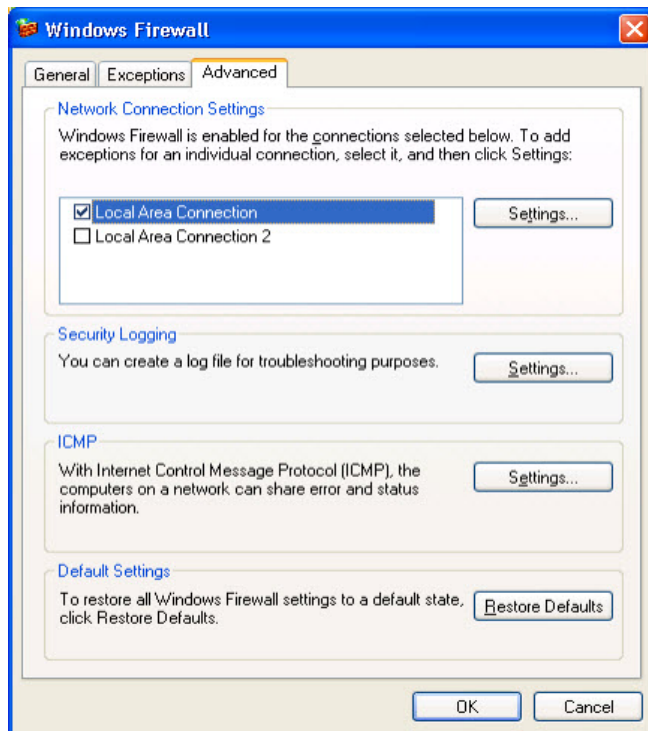 Windows Firewall
General Exceptions Advanced
Network Connection Settings
Windows Firewall is enabled for the connections selected below. To add
exceptions for an individual connection, select it, and then click Settings:
Local Area Connection
Settings...
Local Area Connection 2
Security Logging
You can create a log file for troubleshooting purposes.
Settings...
ICMP
With Internet Control Message Protocol (ICMP), the
computers on a network can share error and status
information.
Settings...
Default Settings
To restore all Windows Firewall settings to a default state,
click Restore Defaults.
Restore Defaults
OK Cancel